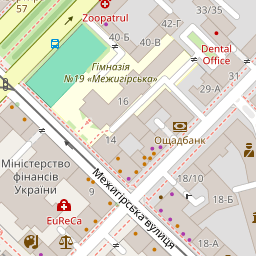 57
Zoopatrul
42-Г
33/35
40-Б
40-В
Dental
Office
Гімназія
№19 «Межигірська»
31
16
29-А
14
Ощадбанк
Міністерство
фінансів
України
18/10
Межигірська вулиця
18-Б
EuReCa
18-А